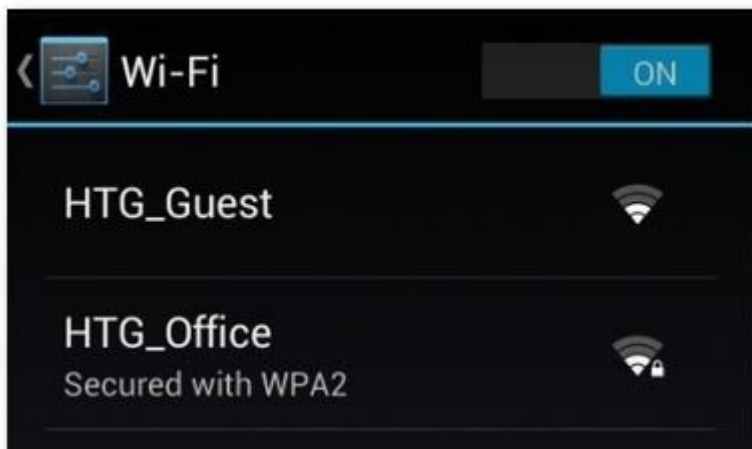 Wi-Fi
ON
HTG_Guest
HTG_Office
Secured with WPA2